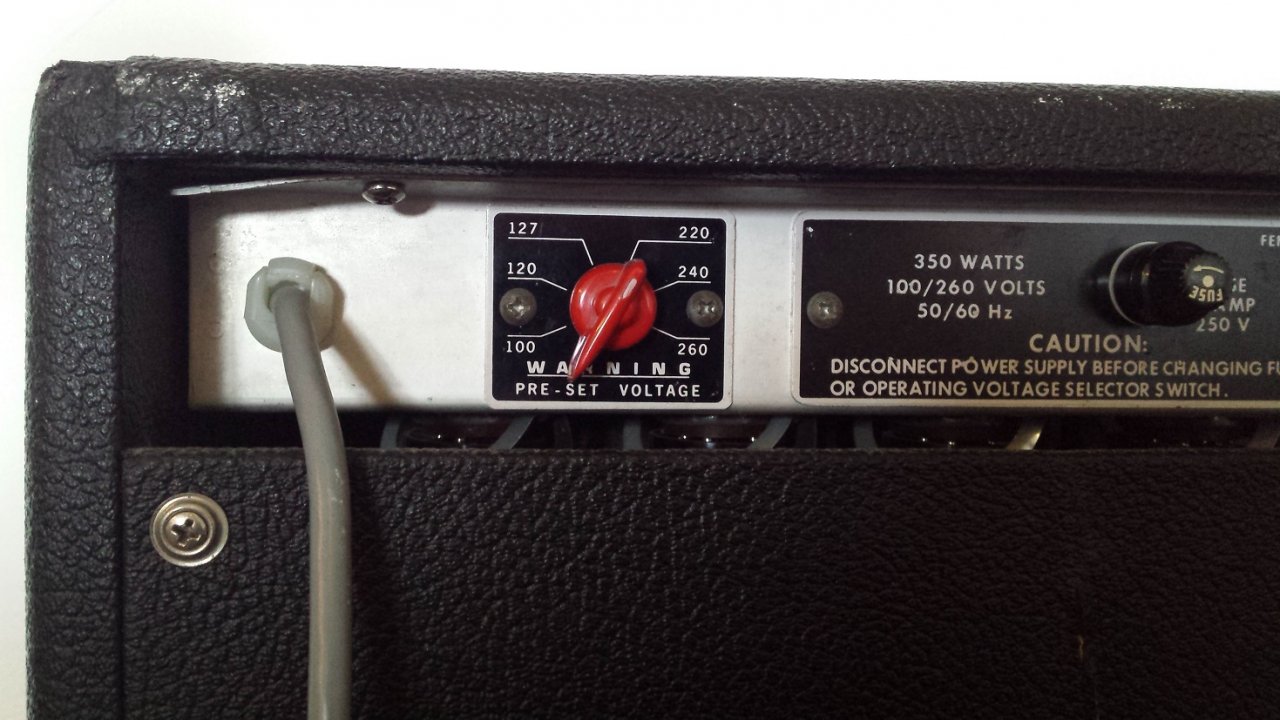 127
220
120
240
100
260
WARNING
PRE-SET VOLTAGE
350 WATTS
100/260 VOLTS
50/60 Hz
FUSE
250 V
CAUTION:
DISCONNECT POWER SUPPLY BEFORE CHANGING
OR OPERATING VOLTAGE SELECTOR SWITCH.